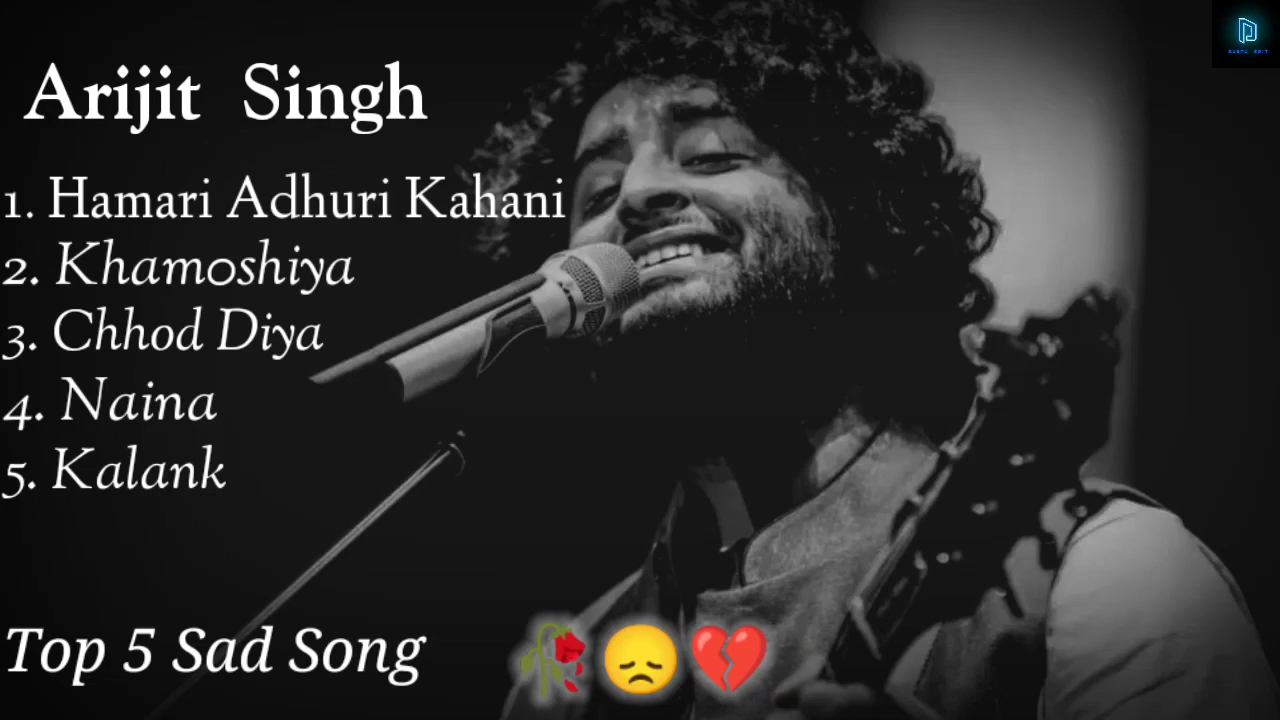 Arijit Singh
1. Hamari Adhuri Kahani
2. Khamoshiya
3. Chhod Diya
4. Naina
5. Kalank
Top 5 Sad Song 🥀😞💔